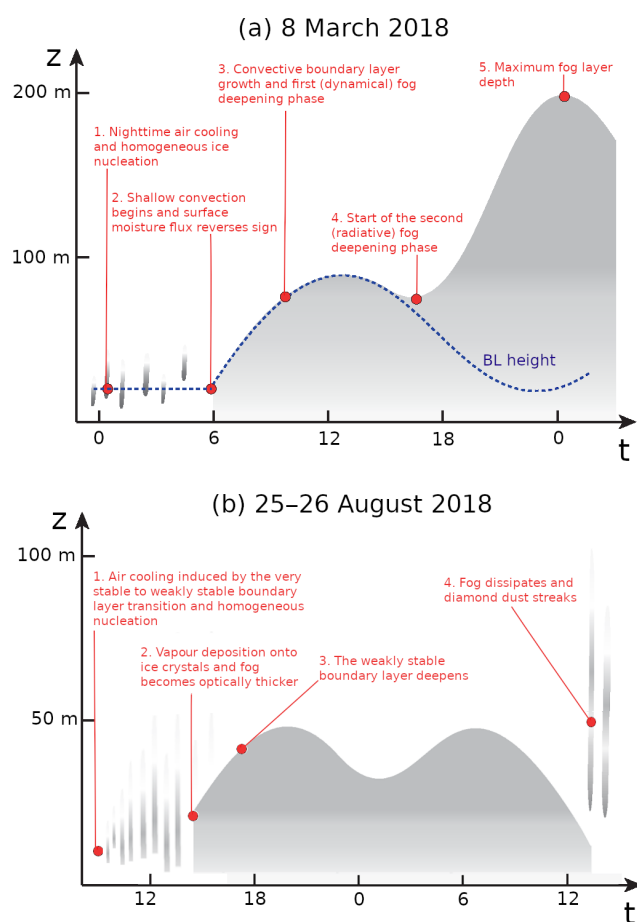 (a) 8 March 2018
z
200 m
100 m
1. Nighttime air cooling
and homogeneous ice
nucleation
2. Shallow convection
begins and surface
moisture flux reverses sign
3. Convective boundary layer
growth and first (dynamical) fog
deepening phase
4. Start of the second
(radiative) fog
deepening phase
5. Maximum fog layer
depth
BL height
0
6
12
18
0
t
(b) 25–26 August 2018
z
100 m
50 m
1. Air cooling induced by the very
stable to weakly stable boundary
layer transition and homogeneous
nucleation
2. Vapour deposition onto
ice crystals and fog
becomes optically thicker
3. The weakly stable
boundary layer deepens
4. Fog dissipates and
diamond dust streaks
12
18
0
6
12
t